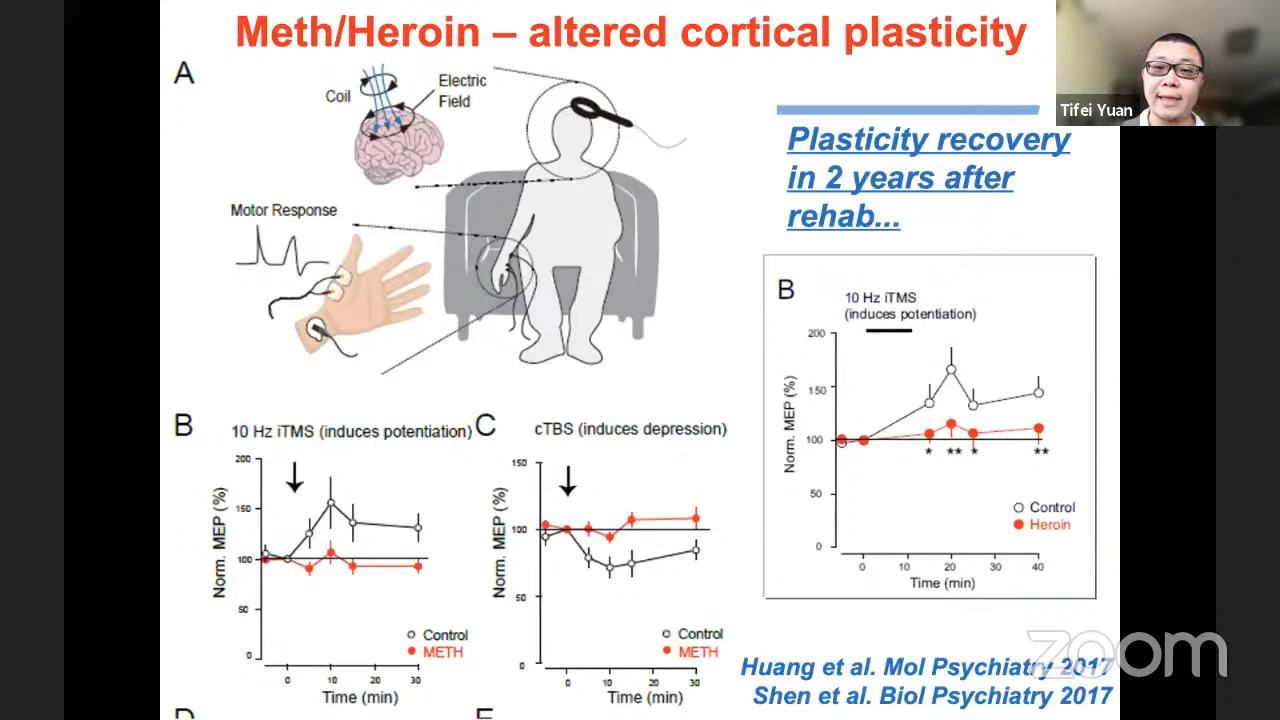 Meth/Heroin – altered cortical plasticity
Tifei Yuan
A
Coil
Electric
Field
Motor Response
Plasticity recovery
in 2 years after
rehab...
B
10 Hz iTMS
(induces potentiation)
Norm. MEP (%)
200
150
100
50
0
* ** * **
Control
Heroin
0 10 20 30 40
Time (min)
B
10 Hz iTMS (induces potentiation)
Norm. MEP (%)
200
150
100
50
0
Control
METH
0 10 20 30
Time (min)
C
cTBS (induces depression)
Norm. MEP (%)
150
100
50
0
Control
METH
0 10 20 30
Time (min)
Huang et al. Mol Psychiatry 2017
Shen et al. Biol Psychiatry 2017
zoom